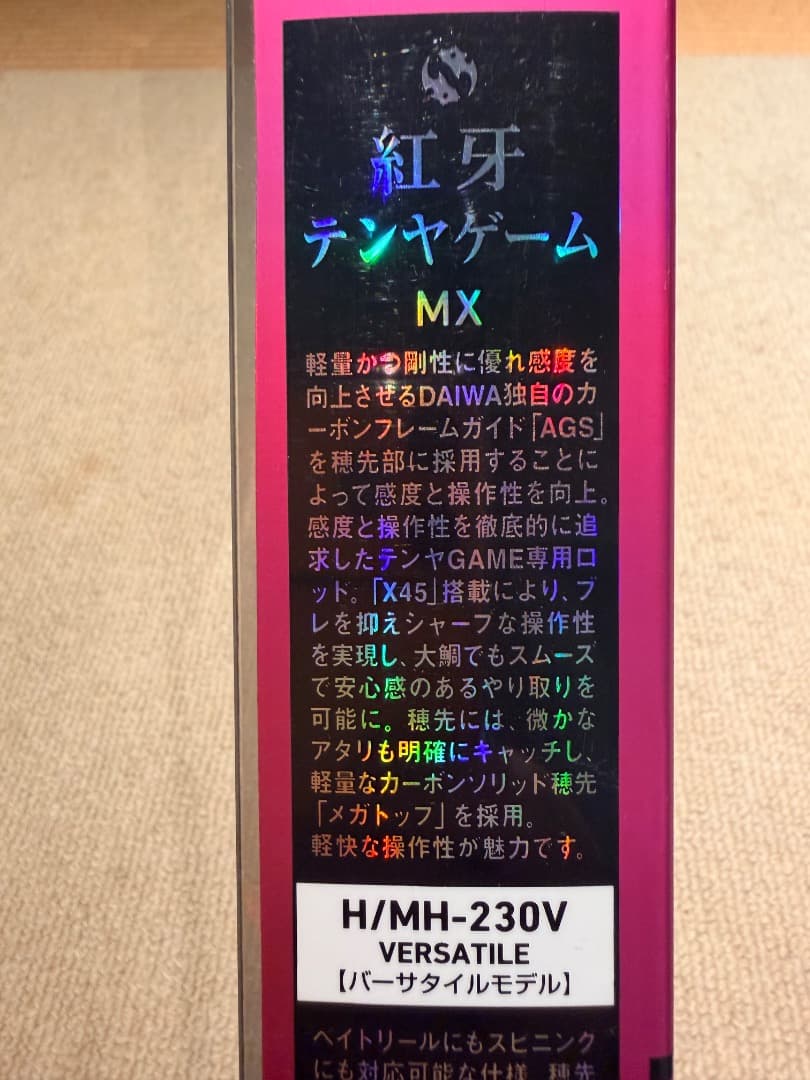 紅牙
テンヤゲーム
MX
軽量かつ剛性に優れ感度を
向上させるDAIWA独自のカ
ーボンフレームガイド「AGS」
を穂先部に採用することに
よって感度と操作性を向上。
感度と操作性を徹底的に追
求したテンヤGAME専用ロ
ッド。「X45」搭載により、ブ
レを抑えシャープな操作性
を実現し、大鯛でもスムーズ
で安心感のあるやり取りを
可能に。穂先には、微かな
アタリも明確にキャッチし、
軽量なカーボンソリッド穂先
「メガトップ」を採用。
軽快な操作性が魅力です。
H/MH-230V
VERSATILE
【バーサタイルモデル】
ベイトリールにもスピニング
にも対応可能な仕様。穂先